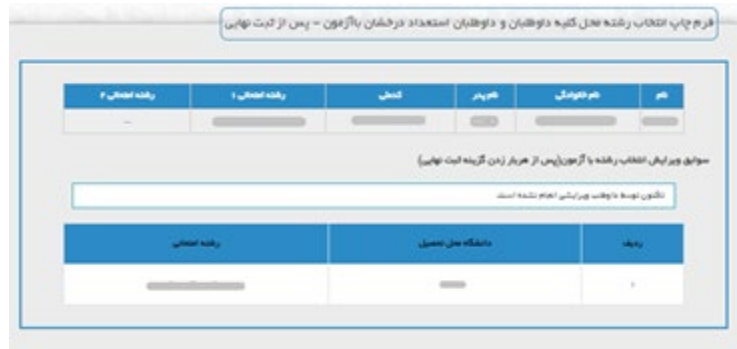 فرم چاپ انتخاب رشته محل کلیه داوطلبان و داوطلبان استعداد درخشان باآزمون - پس از ثبت نهایی
نام نام خانوادگی نام پدر کدملی رشته امتحانی ۱ رشته امتحانی ۲
---
سوابق ویرایش انتخاب رشته با آزمون(پس از هربار زدن گزینه ثبت نهایی)
تاکنون توسط داوطلب ویرایشی انجام نشده است
ردیف دانشگاه محل تحصیل رشته امتحانی
۱